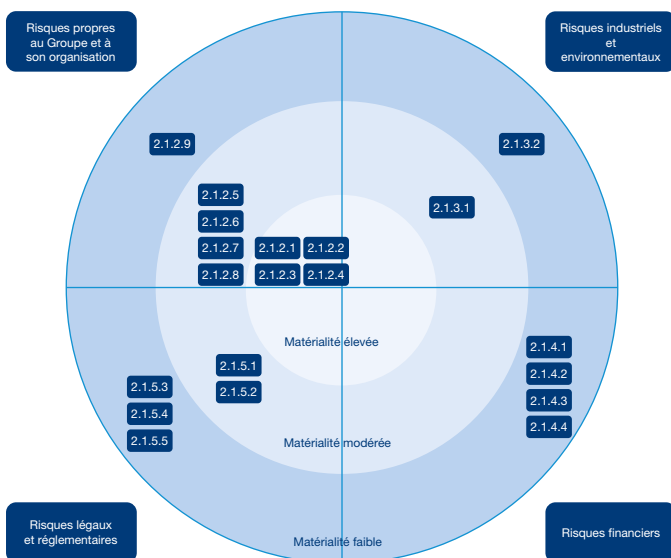 Risques propres
au Groupe et à
son organisation
Risques industriels
et
environnementaux
2.1.2.9
2.1.3.2
2.1.2.5
2.1.3.1
2.1.2.6
2.1.2.7
2.1.2.1
2.1.2.2
2.1.2.8
2.1.2.3
2.1.2.4
Matérialité élevée
2.1.4.1
2.1.5.1
2.1.4.2
2.1.5.3
2.1.5.2
2.1.4.3
2.1.5.4
2.1.4.4
2.1.5.5
Matérialité modérée
Risques légaux
et réglementaires
Matérialité faible
Risques financiers